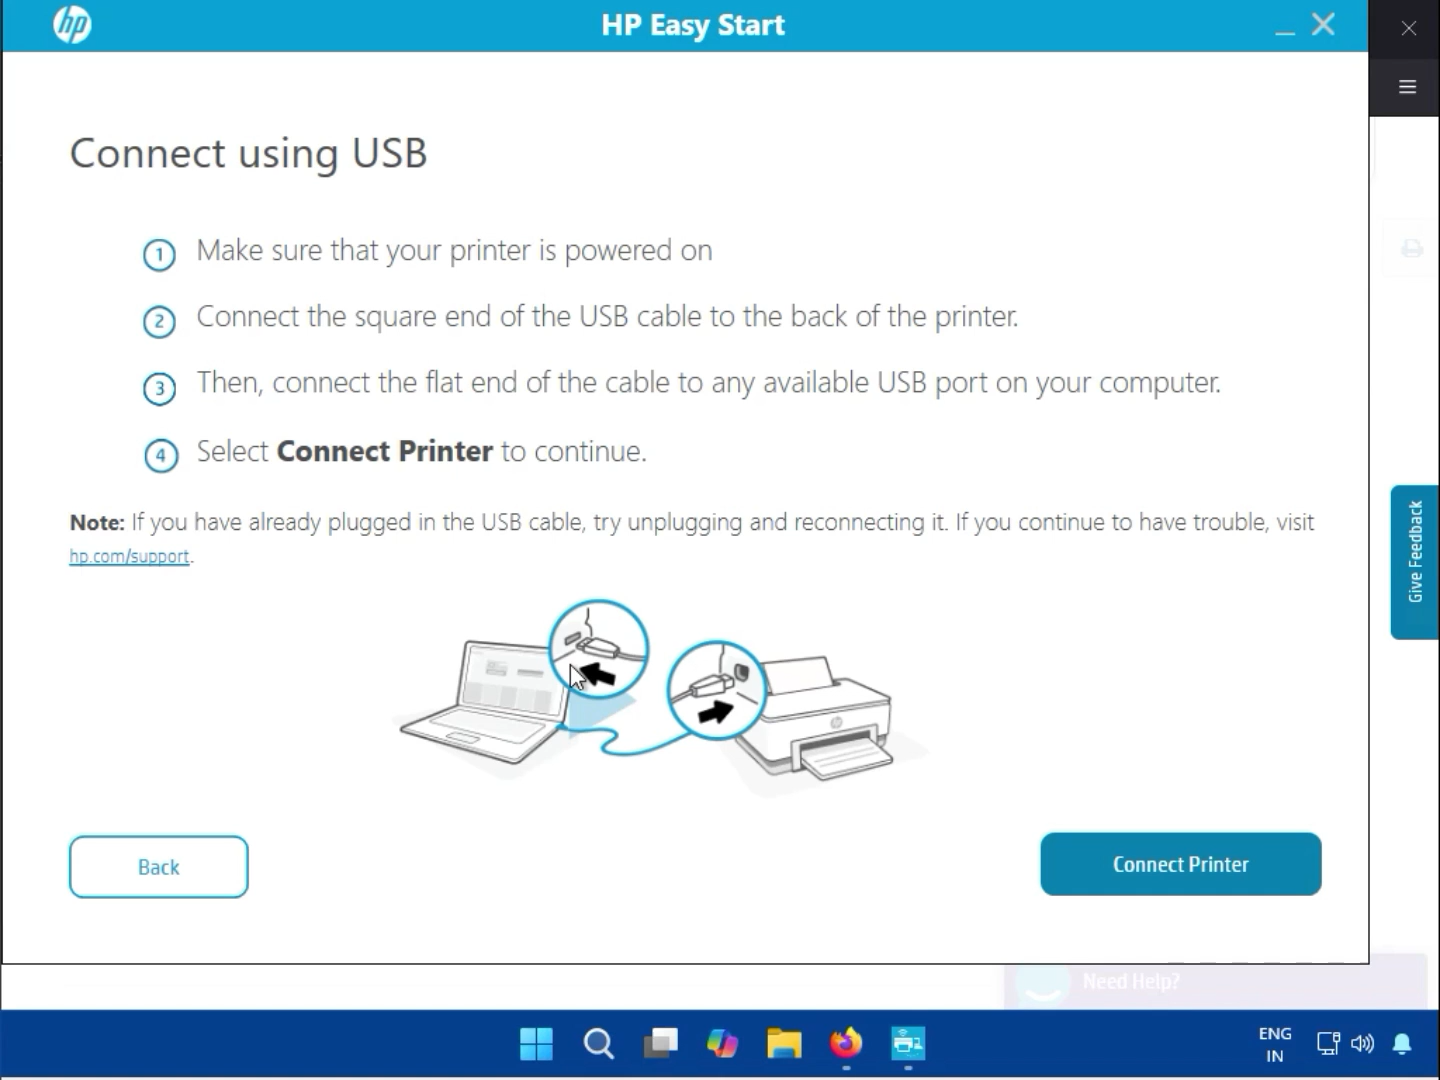 hp
HP Easy Start
Connect using USB
1 Make sure that your printer is powered on
2 Connect the square end of the USB cable to the back of the printer.
3 Then, connect the flat end of the cable to any available USB port on your computer.
4 Select Connect Printer to continue.
Note: If you have already plugged in the USB cable, try unplugging and reconnecting it. If you continue to have trouble, visit
hp.com/support.
Give Feedback
Back
Connect Printer
Need Help?
ENG
IN